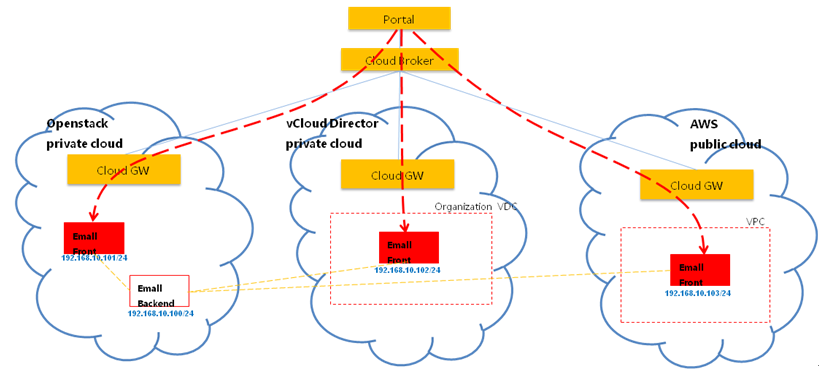 Portal
Cloud Broker
Openstack
private cloud
vCloud Director
private cloud
AWS
public cloud
Cloud GW
Cloud GW
Cloud GW
Organization VDC
VPC
Email
Front
192.168.10.101/24
Email
Front
192.168.10.102/24
Email
Front
192.168.10.103/24
Email
Backend
192.168.10.100/24